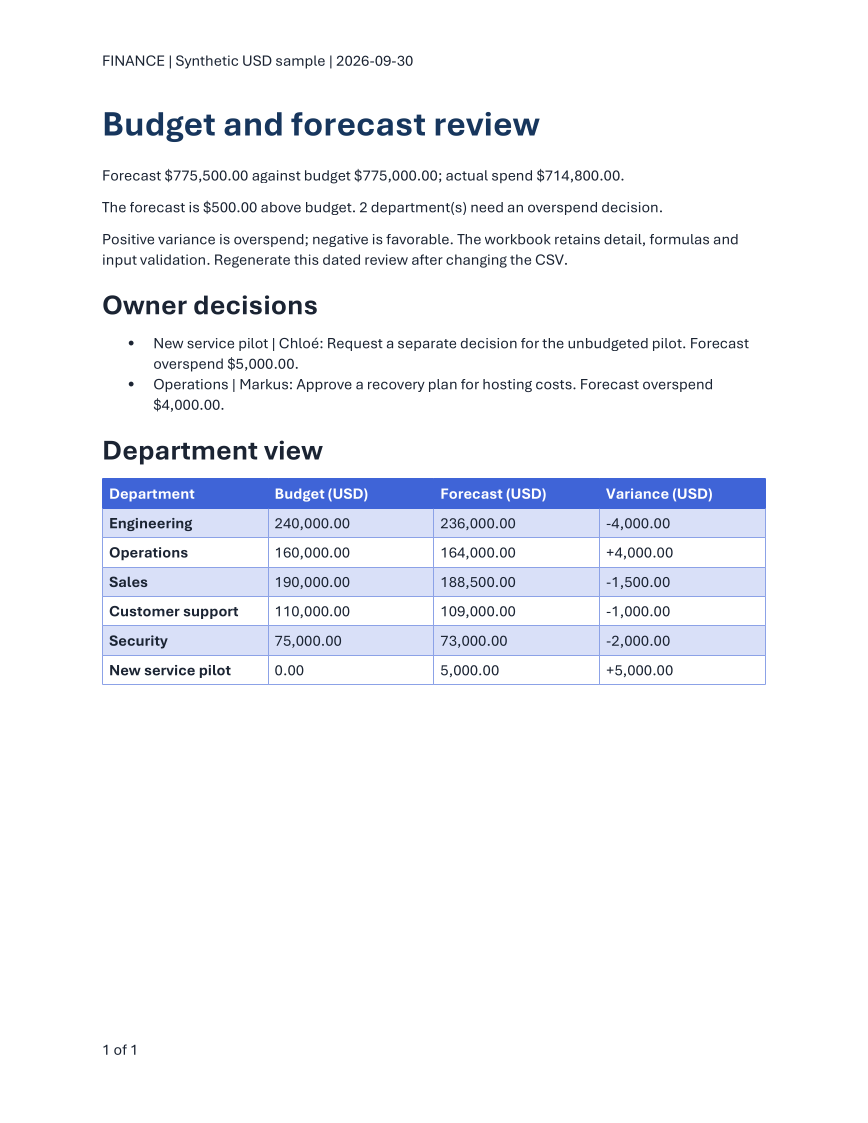 FINANCE | Synthetic USD sample | 2026-09-30
Budget and forecast review
Forecast $775,500.00 against budget $775,000.00; actual spend $714,800.00.
The forecast is $500.00 above budget. 2 department(s) need an overspend decision.
Positive variance is overspend; negative is favorable. The workbook retains detail, formulas and
input validation. Regenerate this dated review after changing the CSV.
Owner decisions
• New service pilot | Chloé: Request a separate decision for the unbudgeted pilot. Forecast
overspend $5,000.00.
• Operations | Markus: Approve a recovery plan for hosting costs. Forecast overspend
$4,000.00.
Department view
Department Budget (USD) Forecast (USD) Variance (USD)
Engineering 240,000.00 236,000.00 -4,000.00
Operations 160,000.00 164,000.00 +4,000.00
Sales 190,000.00 188,500.00 -1,500.00
Customer support 110,000.00 109,000.00 -1,000.00
Security 75,000.00 73,000.00 -2,000.00
New service pilot 0.00 5,000.00 +5,000.00
1 of 1